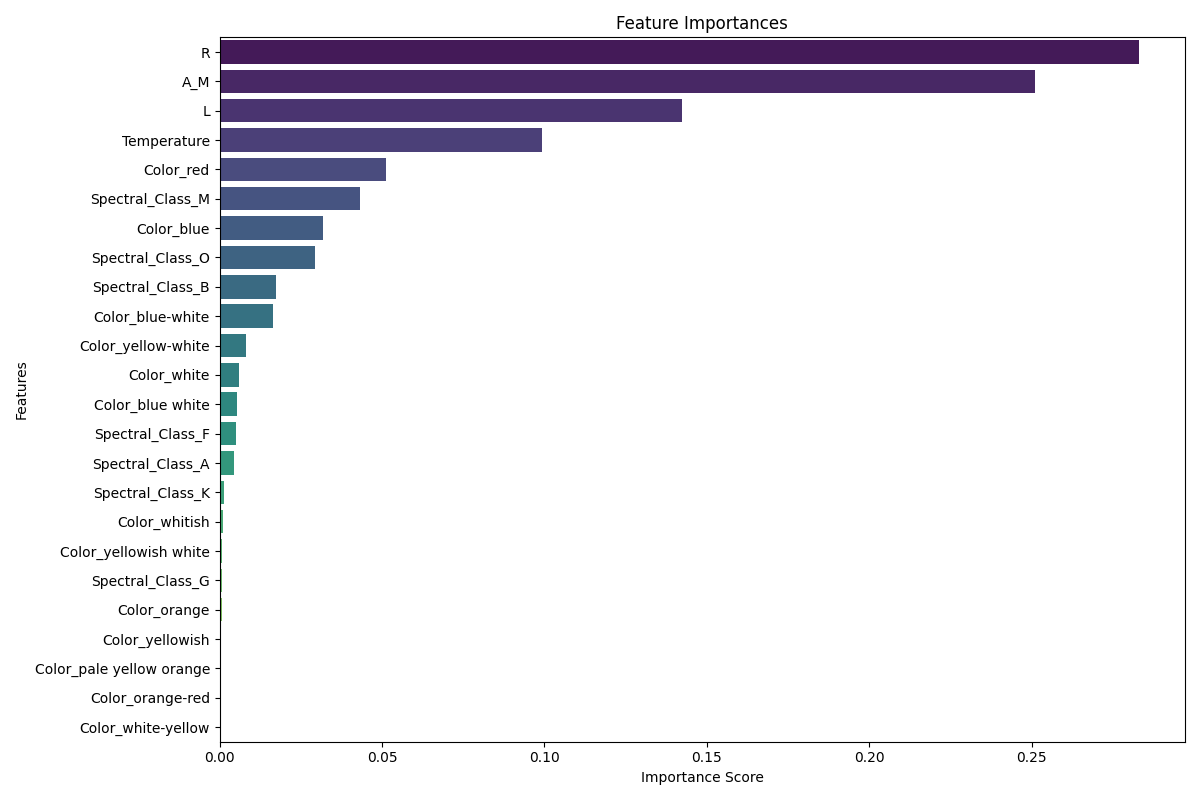 Feature Importances
Features
R
A_M
L
Temperature
Color_red
Spectral_Class_M
Color_blue
Spectral_Class_O
Spectral_Class_B
Color_blue-white
Color_yellow-white
Color_white
Color_blue white
Spectral_Class_F
Spectral_Class_A
Spectral_Class_K
Color_whitish
Color_yellowish white
Spectral_Class_G
Color_orange
Color_yellowish
Color_pale yellow orange
Color_orange-red
Color_white-yellow
0.00 0.05 0.10 0.15 0.20 0.25
Importance Score